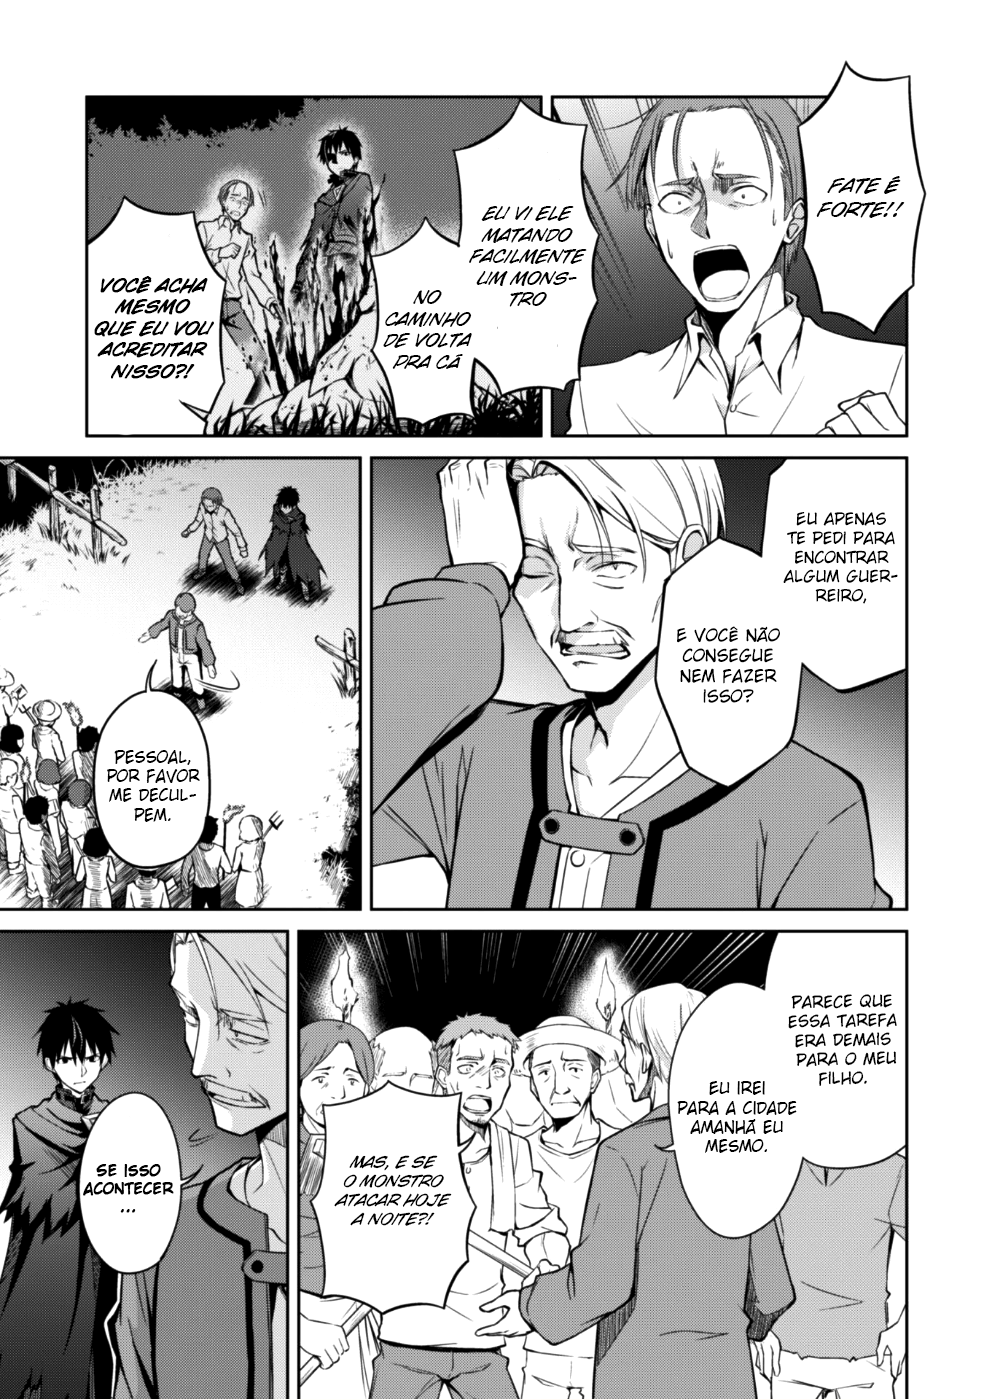 FATE É
FORTE!!
EU VI ELE
MATANDO
FACILMENTE
UM MONS-
TRO
NO
CAMINHO
DE VOLTA
PRA CÁ
VOCÊ ACHA
MESMO
QUE EU VOU
ACREDITAR
NISSO?!
EU APENAS
TE PEDI PARA
ENCONTRAR
ALGUM GUER-
REIRO,
E VOCÊ NÃO
CONSEGUE
NEM FAZER
ISSO?
PESSOAL,
POR FAVOR
ME DECUL-
PEM.
PARECE QUE
ESSA TAREFA
ERA DEMAIS
PARA O MEU
FILHO.
EU IREI
PARA A CIDADE
AMANHÃ EU
MESMO.
MAS, E SE
O MONSTRO
ATACAR HOJE
A NOITE?!
SE ISSO
ACONTECER
...